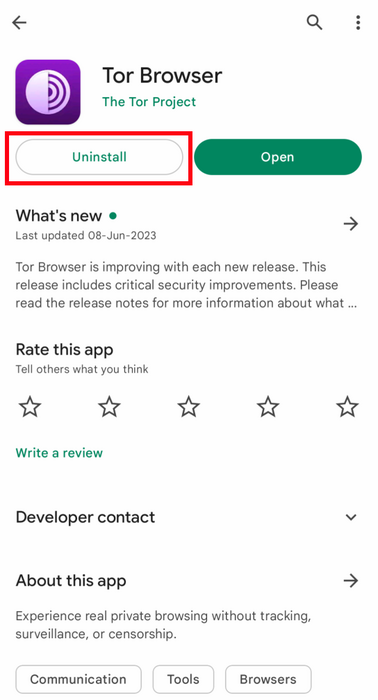 Tor Browser
The Tor Project
Uninstall
Open
What's new
Last updated 08-Jun-2023
Tor Browser is improving with each new release. This
release includes critical security improvements. Please
read the release notes for more information about what ...
Rate this app
Tell others what you think
Write a review
Developer contact
About this app
Experience real private browsing without tracking,
surveillance, or censorship.
Communication
Tools
Browsers